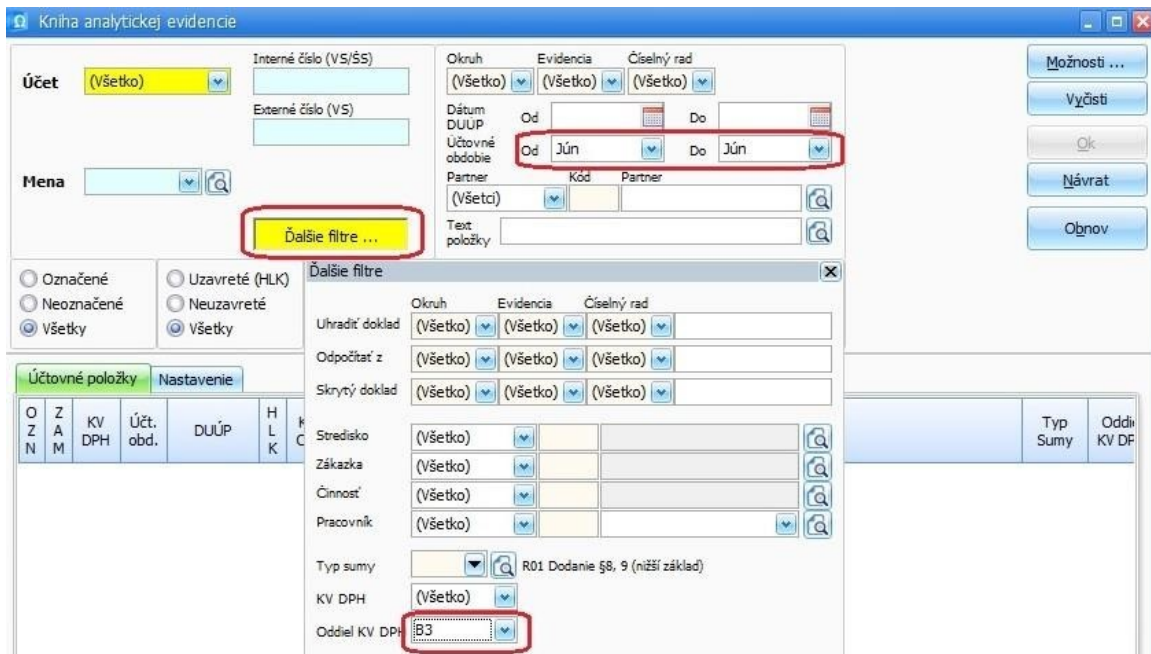 Kniha analytickej evidencie
Účet (Všetko)
Interné číslo (VS/ŠS)
Externé číslo (VS)
Mena
Ďalšie filtre ...
Okruh Evidencia Číselný rad
(Všetko) (Všetko) (Všetko)
Dátum DUÚP Od Do
Účtovné obdobie Od Jún Do Jún
Partner Kód Partner
(Všetci)
Text položky
Možnosti ...
Vyčisti
Ok
Návrat
Obnov
Označené
Neoznačené
Všetky
Uzavreté (HLK)
Neuzavreté
Všetky
Ďalšie filtre
Okruh Evidencia Číselný rad
Uhradiť doklad (Všetko) (Všetko) (Všetko)
Odpočítať z (Všetko) (Všetko) (Všetko)
Skrytý doklad (Všetko) (Všetko) (Všetko)
Stredisko (Všetko)
Zákazka (Všetko)
Činnosť (Všetko)
Pracovník (Všetko)
Typ sumy R01 Dodanie §8, 9 (nižší základ)
KV DPH (Všetko)
Oddiel KV DPH B3
Účtovné položky Nastavenie
OZN ZAM KV DPH Účt. obd. DUÚP HLK Typ Sumy